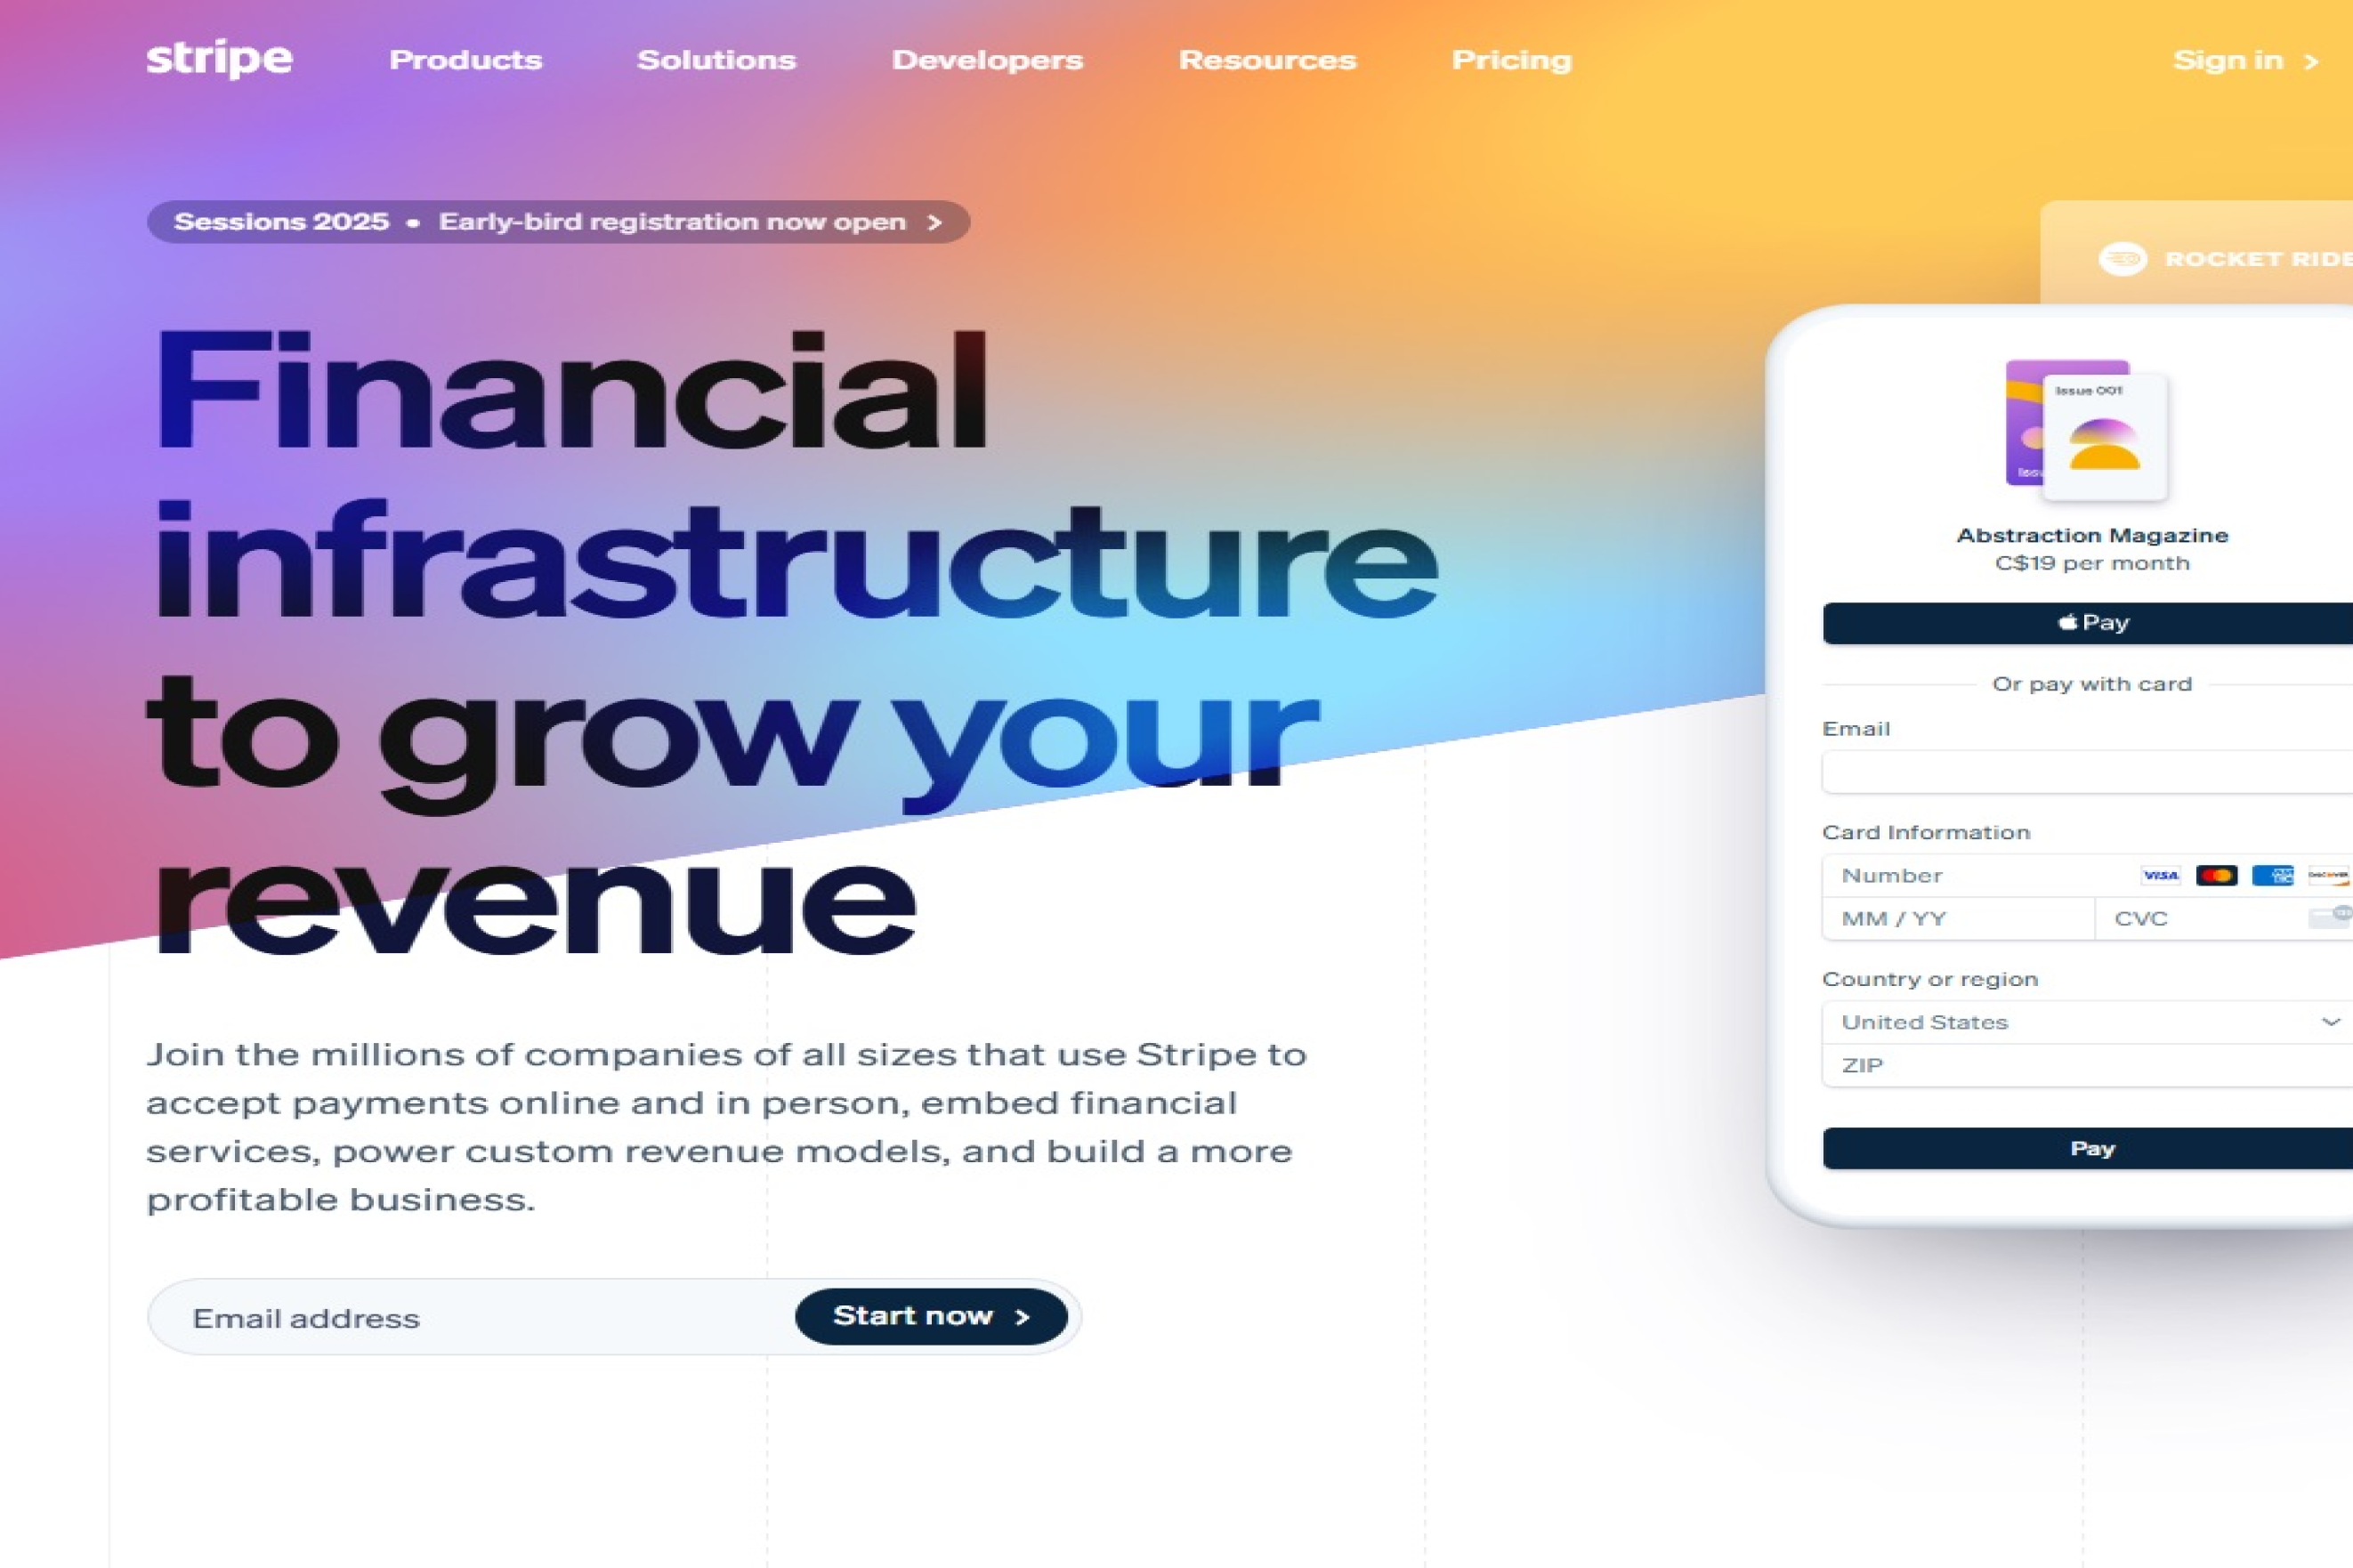 stripe
Products
Solutions
Developers
Resources
Pricing
Sign in
Sessions 2025 • Early-bird registration now open
Financial
infrastructure
to grow your
revenue
Join the millions of companies of all sizes that use Stripe to
accept payments online and in person, embed financial
services, power custom revenue models, and build a more
profitable business.
Email address
Start now
ROCKET RIDE
Issue 001
Abstraction Magazine
C$19 per month
Pay
Or pay with card
Email
Card Information
Number
VISA
DISCOVER
MM / YY
CVC
Country or region
United States
ZIP
Pay